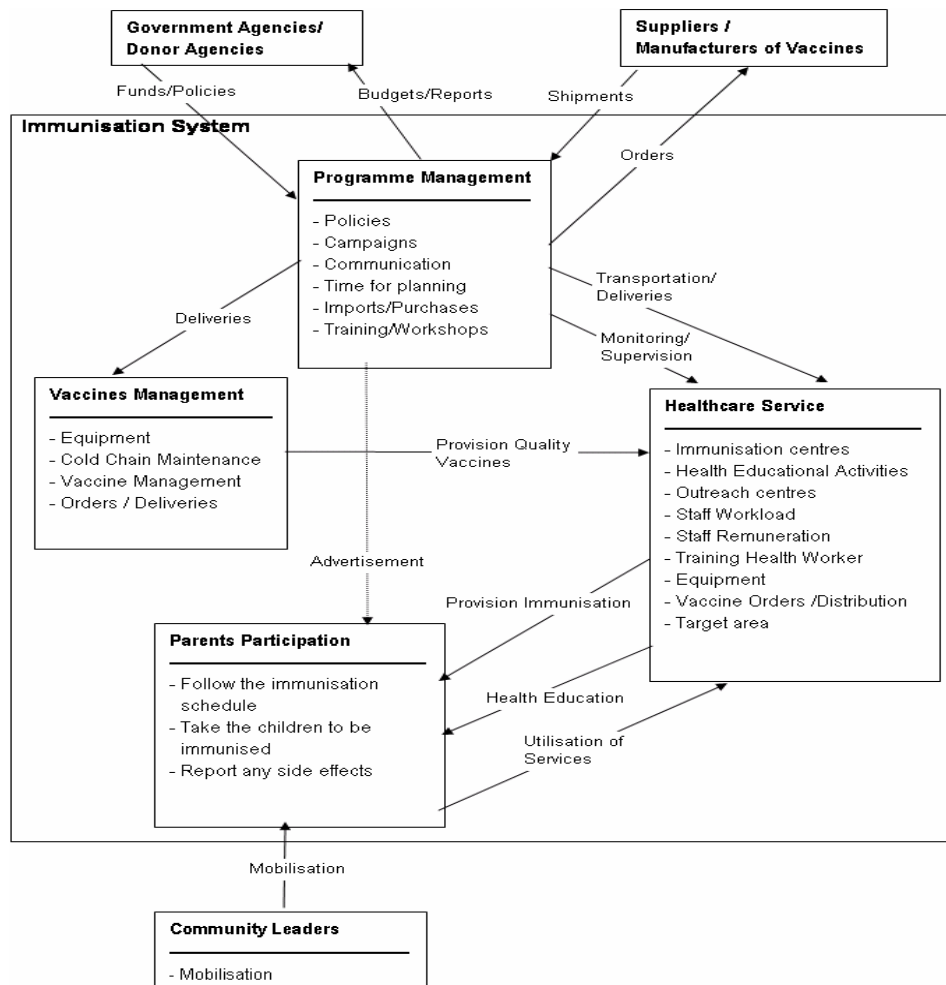 Government Agencies/
Donor Agencies
Suppliers /
Manufacturers of Vaccines
Funds/Policies
Budgets/Reports
Shipments
Orders
Immunisation System
Programme Management
- Policies
- Campaigns
- Communication
- Time for planning
- Imports/Purchases
- Training/Workshops
Transportation/
Deliveries
Deliveries
Monitoring/
Supervision
Vaccines Management
- Equipment
- Cold Chain Maintenance
- Vaccine Management
- Orders / Deliveries
Provision Quality
Vaccines
Healthcare Service
- Immunisation centres
- Health Educational Activities
- Outreach centres
- Staff Workload
- Staff Remuneration
- Training Health Worker
- Equipment
- Vaccine Orders /Distribution
- Target area
Advertisement
Provision Immunisation
Parents Participation
- Follow the immunisation
schedule
- Take the children to be
immunised
- Report any side effects
Health Education
Utilisation of
Services
Mobilisation
Community Leaders
- Mobilisation